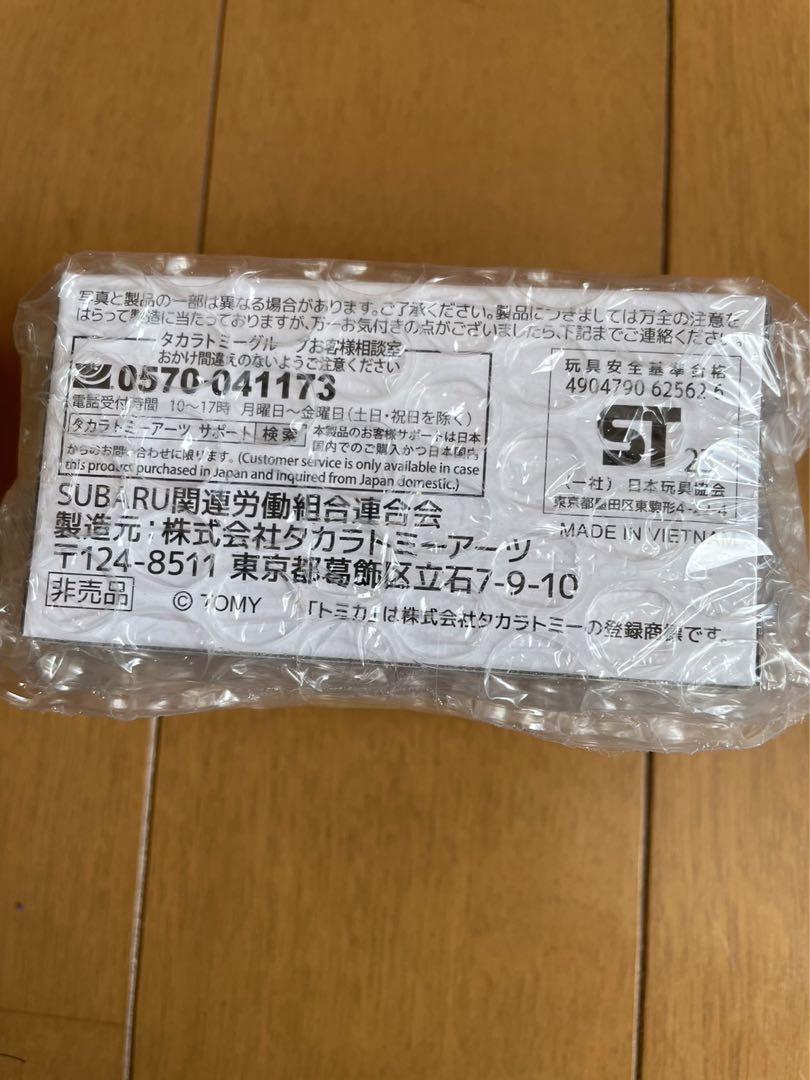 写真と製品の一部は異なる場合があります。ご了承ください。製品につきましては万全の注意を
はらって製造に当たっておりますが、万一お気付きの点がございましたら、下記までご連絡ください。
タカラトミーグループお客様相談室
おかけ間違えのないようご注意ください
0570-041173
電話受付時間 10〜17時 月曜日〜金曜日(土日・祝日を除く)
タカラトミーアーツ サポート 検索 本製品のお客様サポートは日本
国内でのご購入かつ日本国内
からのお問い合わせに限ります。(Customer service is only available in case
this product purchased in Japan and inquired from Japan domestic.)
玩具安全基準合格
4904790 62562 6
ST
(一社)日本玩具協会
東京都墨田区東駒形4-22-4
MADE IN VIETNAM
SUBARU関連労働組合連合会
製造元:株式会社タカラトミーアーツ
〒124-8511 東京都葛飾区立石7-9-10
非売品 © TOMY 「トミカ」は株式会社タカラトミーの登録商標です。